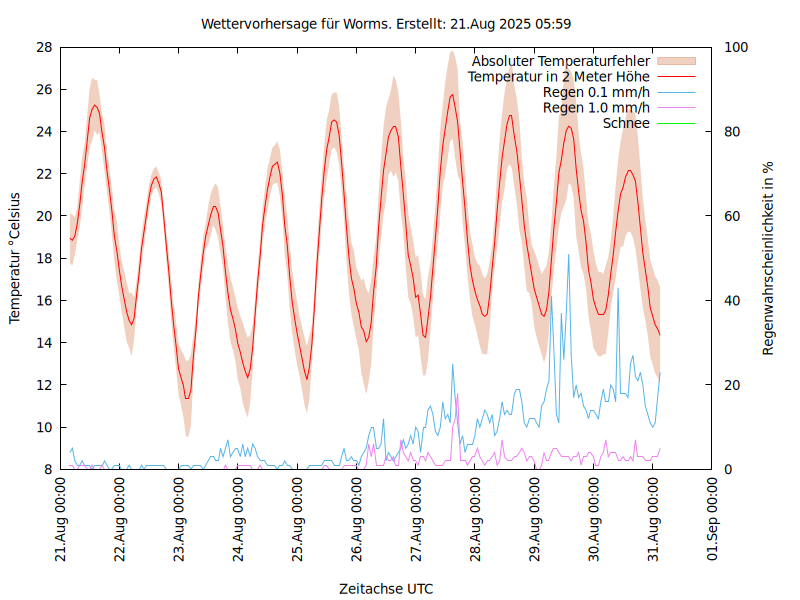 Wettervorhersage für Worms. Erstellt: 21.Aug 2025 05:59
Absoluter Temperaturfehler
Temperatur in 2 Meter Höhe
Regen 0.1 mm/h
Regen 1.0 mm/h
Schnee
Temperatur °Celsius
28
26
24
22
20
18
16
14
12
10
8
Regenwahrscheinlichkeit in %
100
80
60
40
20
0
21.Aug 00:00
22.Aug 00:00
23.Aug 00:00
24.Aug 00:00
25.Aug 00:00
26.Aug 00:00
27.Aug 00:00
28.Aug 00:00
29.Aug 00:00
30.Aug 00:00
31.Aug 00:00
01.Sep 00:00
Zeitachse UTC